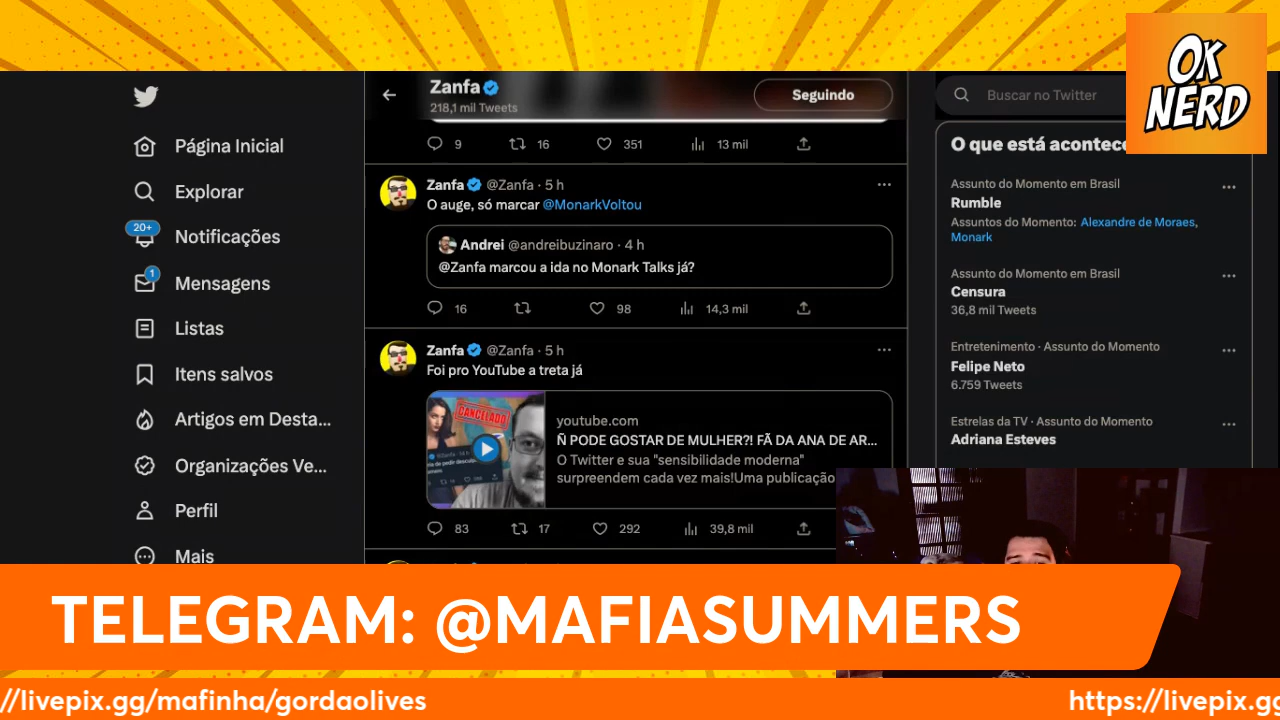 OK
NERD
Página Inicial
Explorar
20+
Notificações
1
Mensagens
Listas
Itens salvos
Artigos em Desta...
Organizações Ve...
Perfil
Mais
Zanfa
218,1 mil Tweets
Seguindo
9 16 351 13 mil
Zanfa @Zanfa · 5 h
O auge, só marcar @MonarkVoltou
Andrei @andreibuzinaro · 4 h
@Zanfa marcou a ida no Monark Talks já?
16 98 14,3 mil
Zanfa @Zanfa · 5 h
Foi pro YouTube a treta já
CANCELADO
youtube.com
Ñ PODE GOSTAR DE MULHER?! FÃ DA ANA DE AR...
O Twitter e sua "sensibilidade moderna"
surpreendem cada vez mais!Uma publicação
83 17 292 39,8 mil
Buscar no Twitter
O que está acontec
Assunto do Momento em Brasil
Rumble
Assuntos do Momento: Alexandre de Moraes,
Monark
Assunto do Momento em Brasil
Censura
36,8 mil Tweets
Entretenimento · Assunto do Momento
Felipe Neto
6.759 Tweets
Estrelas da TV · Assunto do Momento
Adriana Esteves
TELEGRAM: @MAFIASUMMERS
//livepix.gg/mafinha/gordaolives
https://livepix.gg